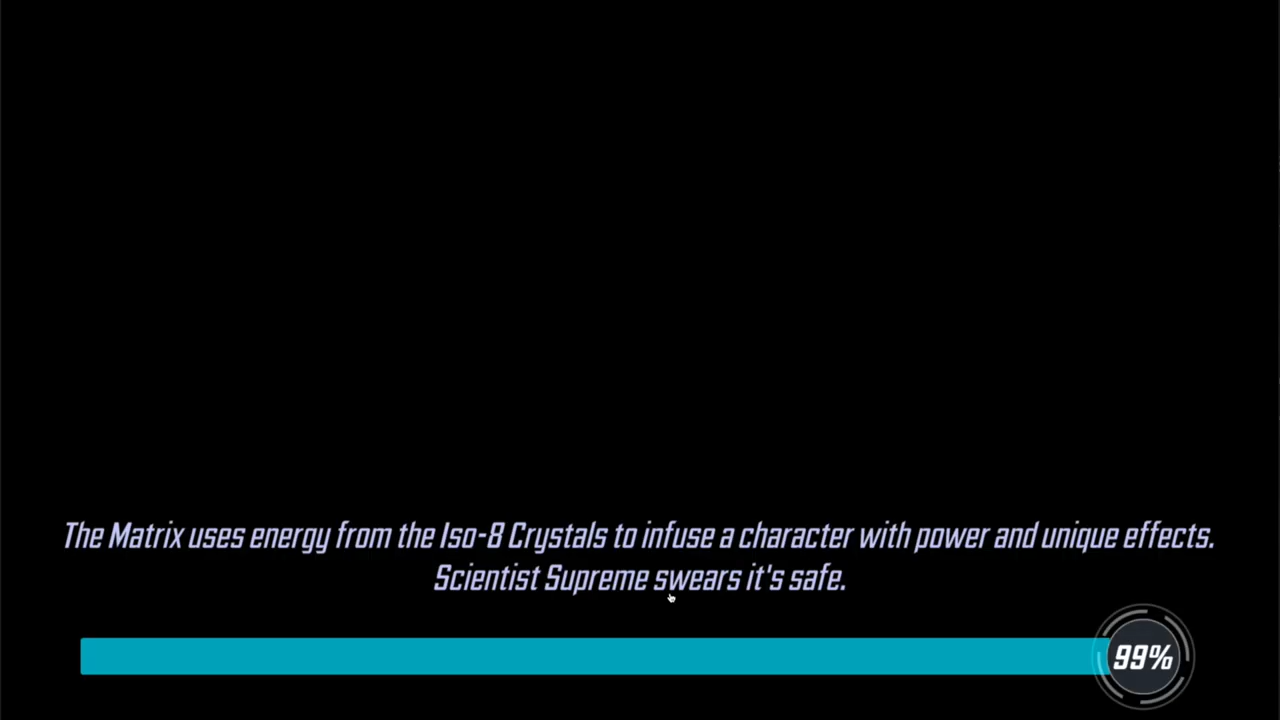 The Matrix uses energy from the Iso-8 Crystals to infuse a character with power and unique effects.
Scientist Supreme swears it's safe.
99%